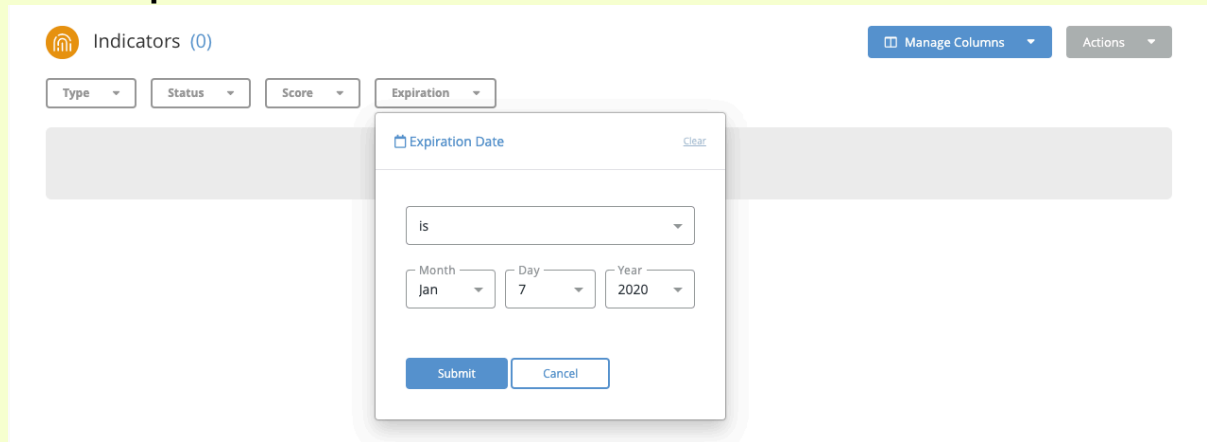 Indicators (0)
Manage Columns
Actions
Type
Status
Score
Expiration
Expiration Date
Clear
is
Month
Jan
Day
7
Year
2020
Submit
Cancel